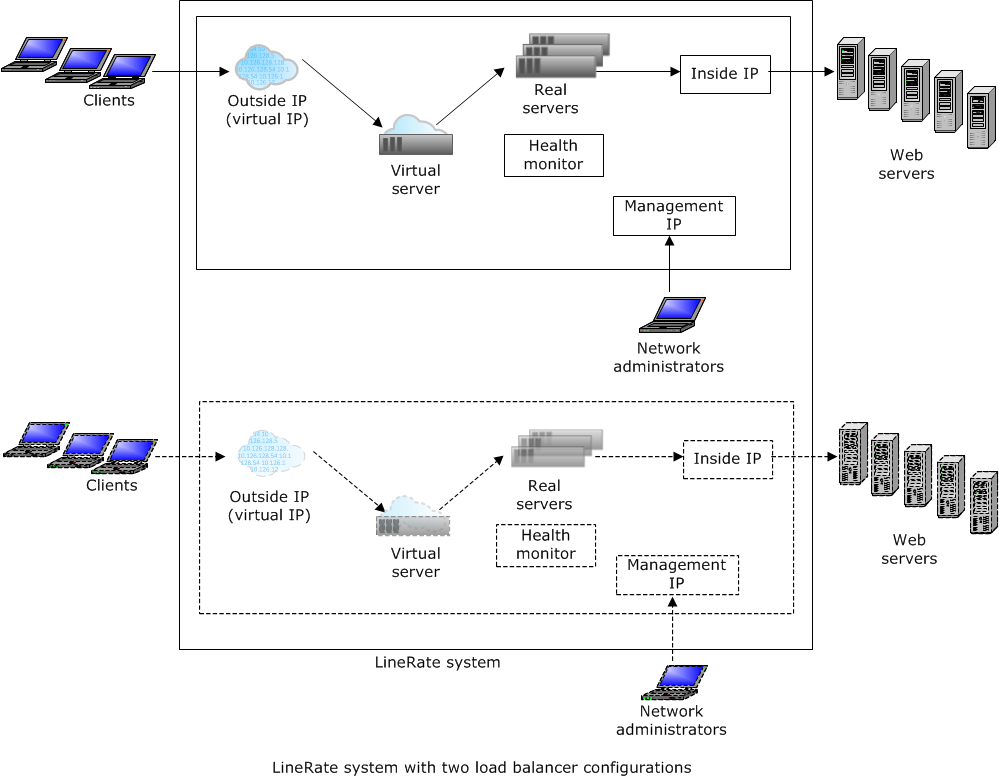 Clients
Outside IP
(virtual IP)
Virtual
server
Real
servers
Health
monitor
Inside IP
Web
servers
Management
IP
Network
administrators
Clients
Outside IP
(virtual IP)
Virtual
server
Real
servers
Health
monitor
Inside IP
Web
servers
Management
IP
LineRate system
Network
administrators
LineRate system with two load balancer configurations